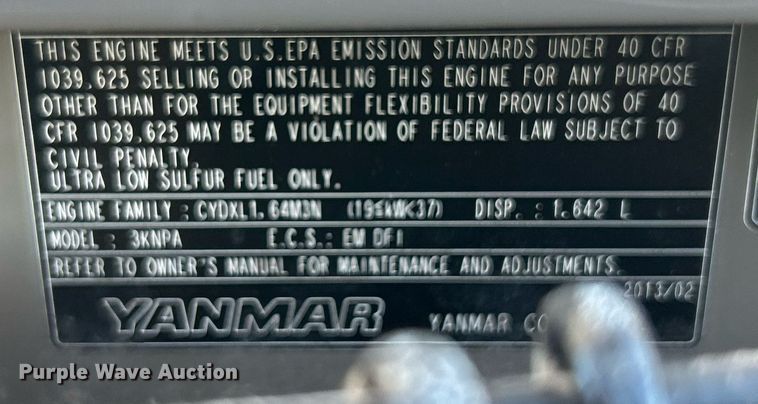 THIS ENGINE MEETS U.S.EPA EMISSION STANDARDS UNDER 40 CFR
1039.625 SELLING OR INSTALLING THIS ENGINE FOR ANY PURPOSE
OTHER THAN FOR THE EQUIPMENT FLEXIBILITY PROVISIONS OF 40
CFR 1039.625 MAY BE A VIOLATION OF FEDERAL LAW SUBJECT TO
CIVIL PENALTY.
ULTRA LOW SULFUR FUEL ONLY.
ENGINE FAMILY : CYDXL1.64M3N (19≤kW<37) DISP. : 1.642 L
MODEL : 3KNPA E.C.S.: EM DFI
REFER TO OWNER'S MANUAL FOR MAINTENANCE AND ADJUSTMENTS.
2013/02
YANMAR YANMAR CO
Purple Wave Auction